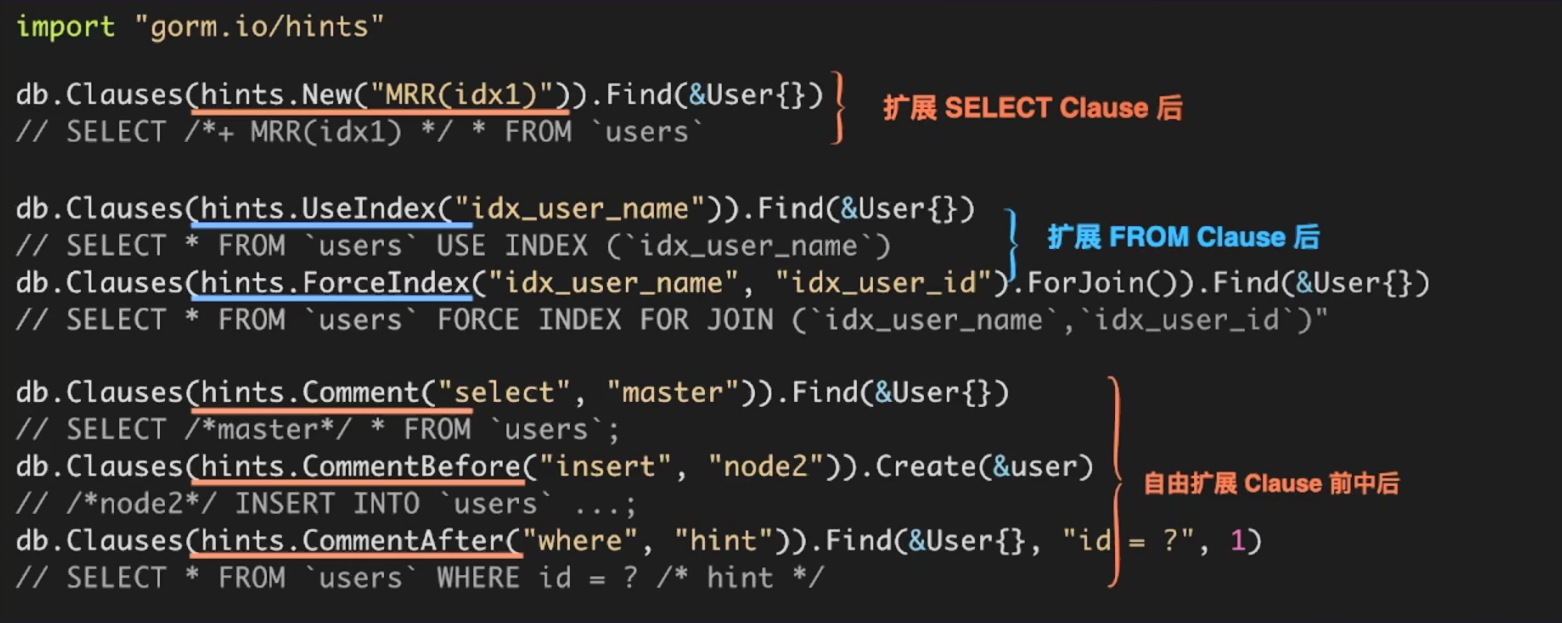 import "gorm.io/hints"
db.Clauses(hints.New("MRR(idx1)")).Find(&User{})
扩展 SELECT Clause 后
// SELECT /*+ MRR(idx1) */ * FROM `users`
db.Clauses(hints.UseIndex("idx_user_name")).Find(&User{})
// SELECT * FROM `users` USE INDEX (`idx_user_name`)
扩展 FROM Clause 后
db.Clauses(hints.ForceIndex("idx_user_name", "idx_user_id").ForJoin()).Find(&User{})
// SELECT * FROM `users` FORCE INDEX FOR JOIN (`idx_user_name`,`idx_user_id`)"
db.Clauses(hints.Comment("select", "master")).Find(&User{})
// SELECT /*master*/ * FROM `users`;
db.Clauses(hints.CommentBefore("insert", "node2")).Create(&user)
自由扩展 Clause 前中后
// /*node2*/ INSERT INTO `users` ...;
db.Clauses(hints.CommentAfter("where", "hint")).Find(&User{}, "id = ?", 1)
// SELECT * FROM `users` WHERE id = ? /* hint */